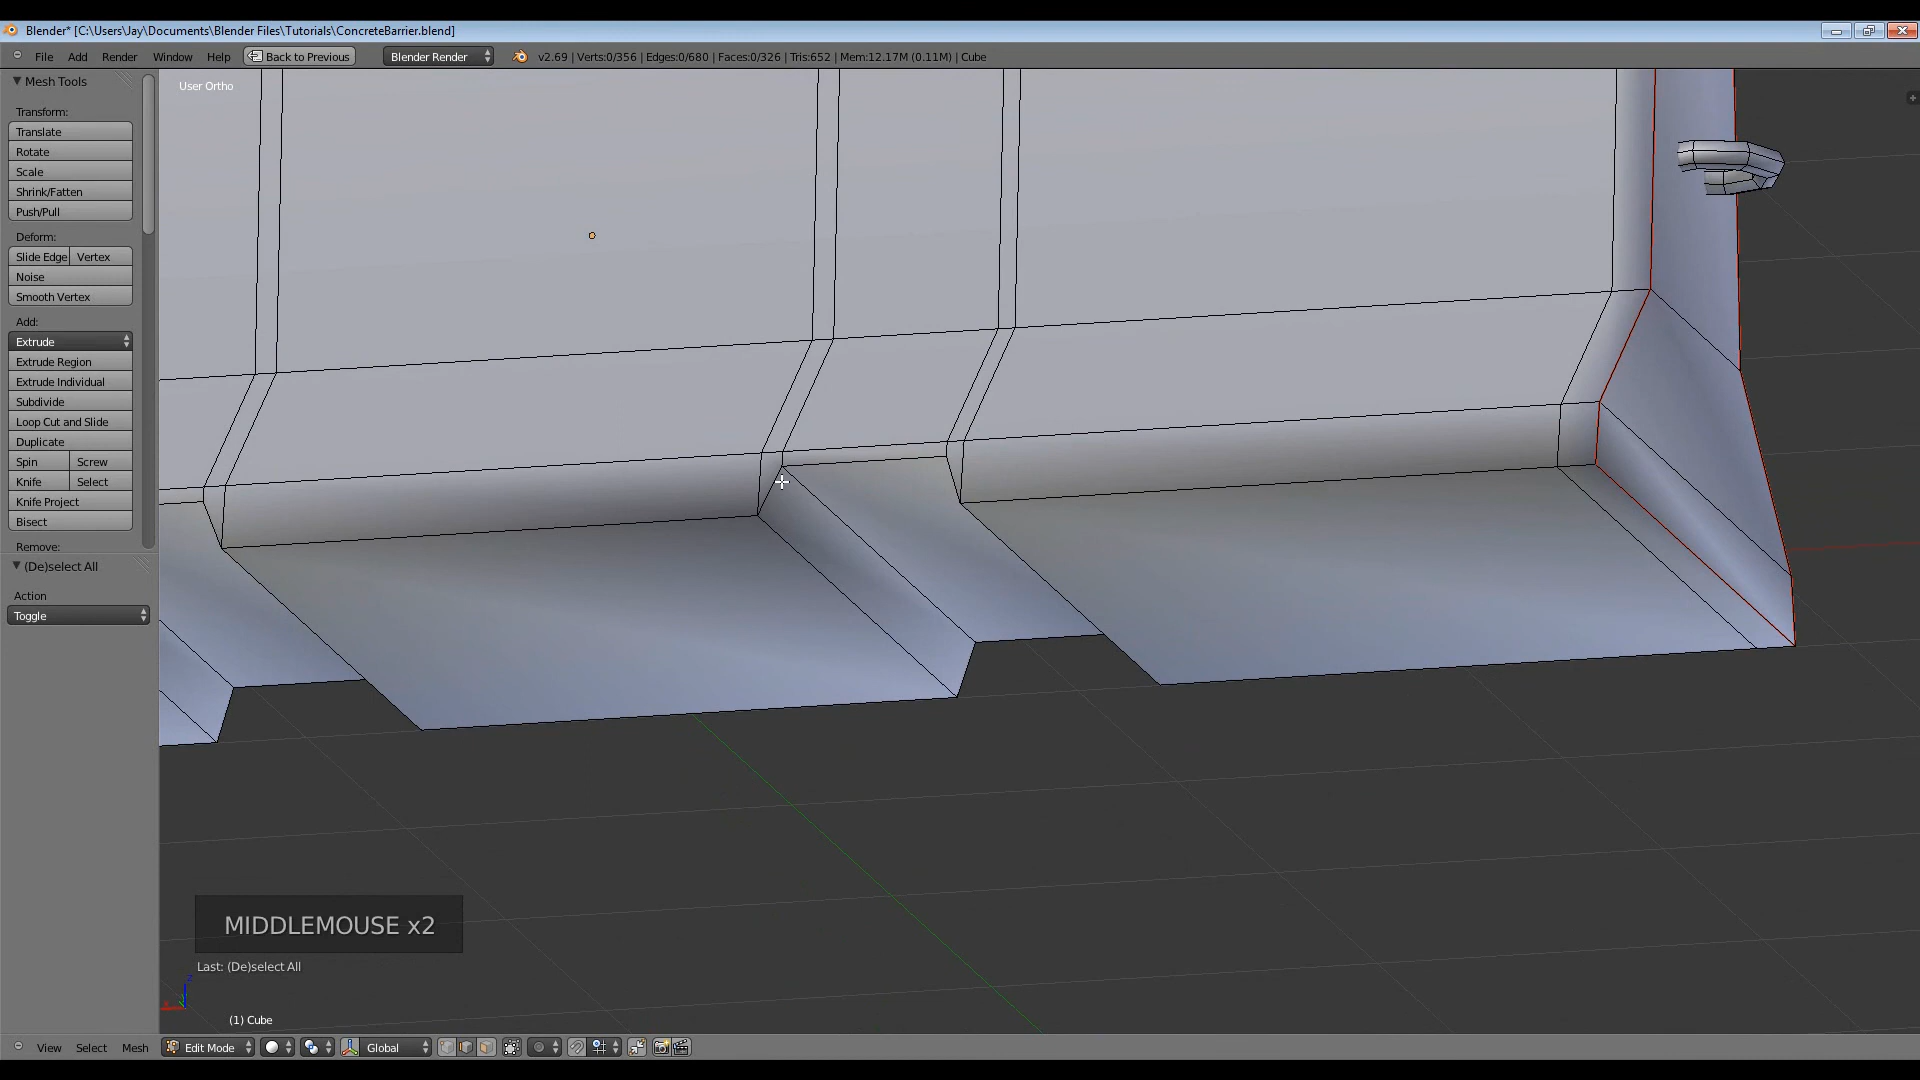 Blender* [C:\Users\Jay\Documents\Blender Files\Tutorials\ConcreteBarrier.blend]
File Add Render Window Help Back to Previous Blender Render v2.69 | Verts:0/356 | Edges:0/680 | Faces:0/326 | Tris:652 | Mem:12.17M (0.11M) | Cube
Mesh Tools
User Ortho
Transform:
Translate
Rotate
Scale
Shrink/Fatten
Push/Pull
Deform:
Slide Edge Vertex
Noise
Smooth Vertex
Add:
Extrude
Extrude Region
Extrude Individual
Subdivide
Loop Cut and Slide
Duplicate
Spin Screw
Knife Select
Knife Project
Bisect
Remove:
(De)select All
Action
Toggle
MIDDLEMOUSE x2
Last: (De)select All
z
(1) Cube
View Select Mesh Edit Mode Global